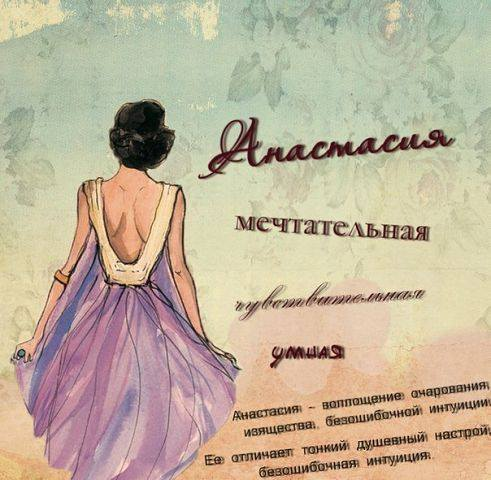 Анастасия
мечтательная
чувствительная
умная
Анастасия - воплощение очарования,
изящества, безошибочной интуиции.
Ее отличает тонкий душевный настрой,
безошибочная интуиция.